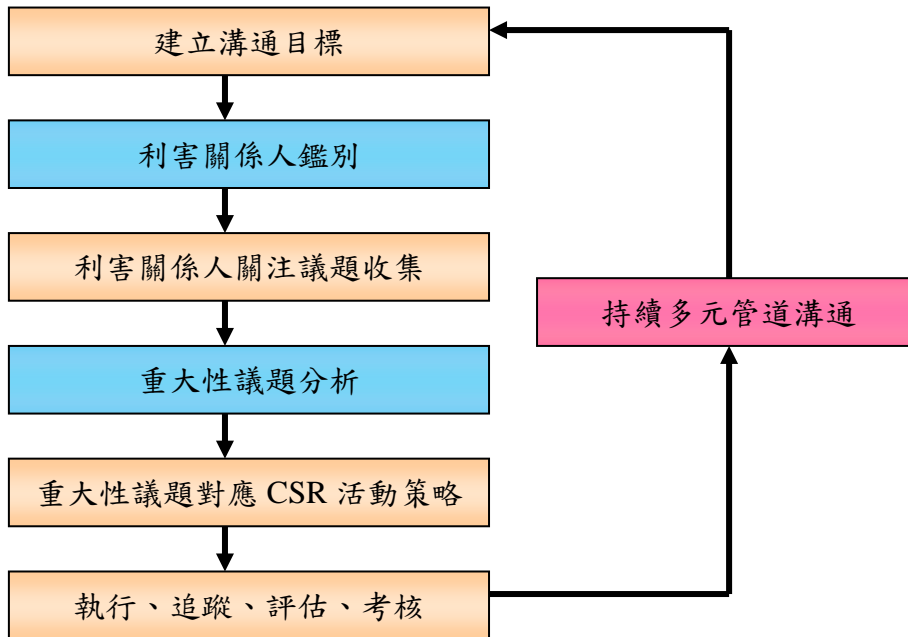 建立溝通目標
利害關係人鑑別
利害關係人關注議題收集
重大性議題分析
重大性議題對應 CSR 活動策略
執行、追蹤、評估、考核
持續多元管道溝通